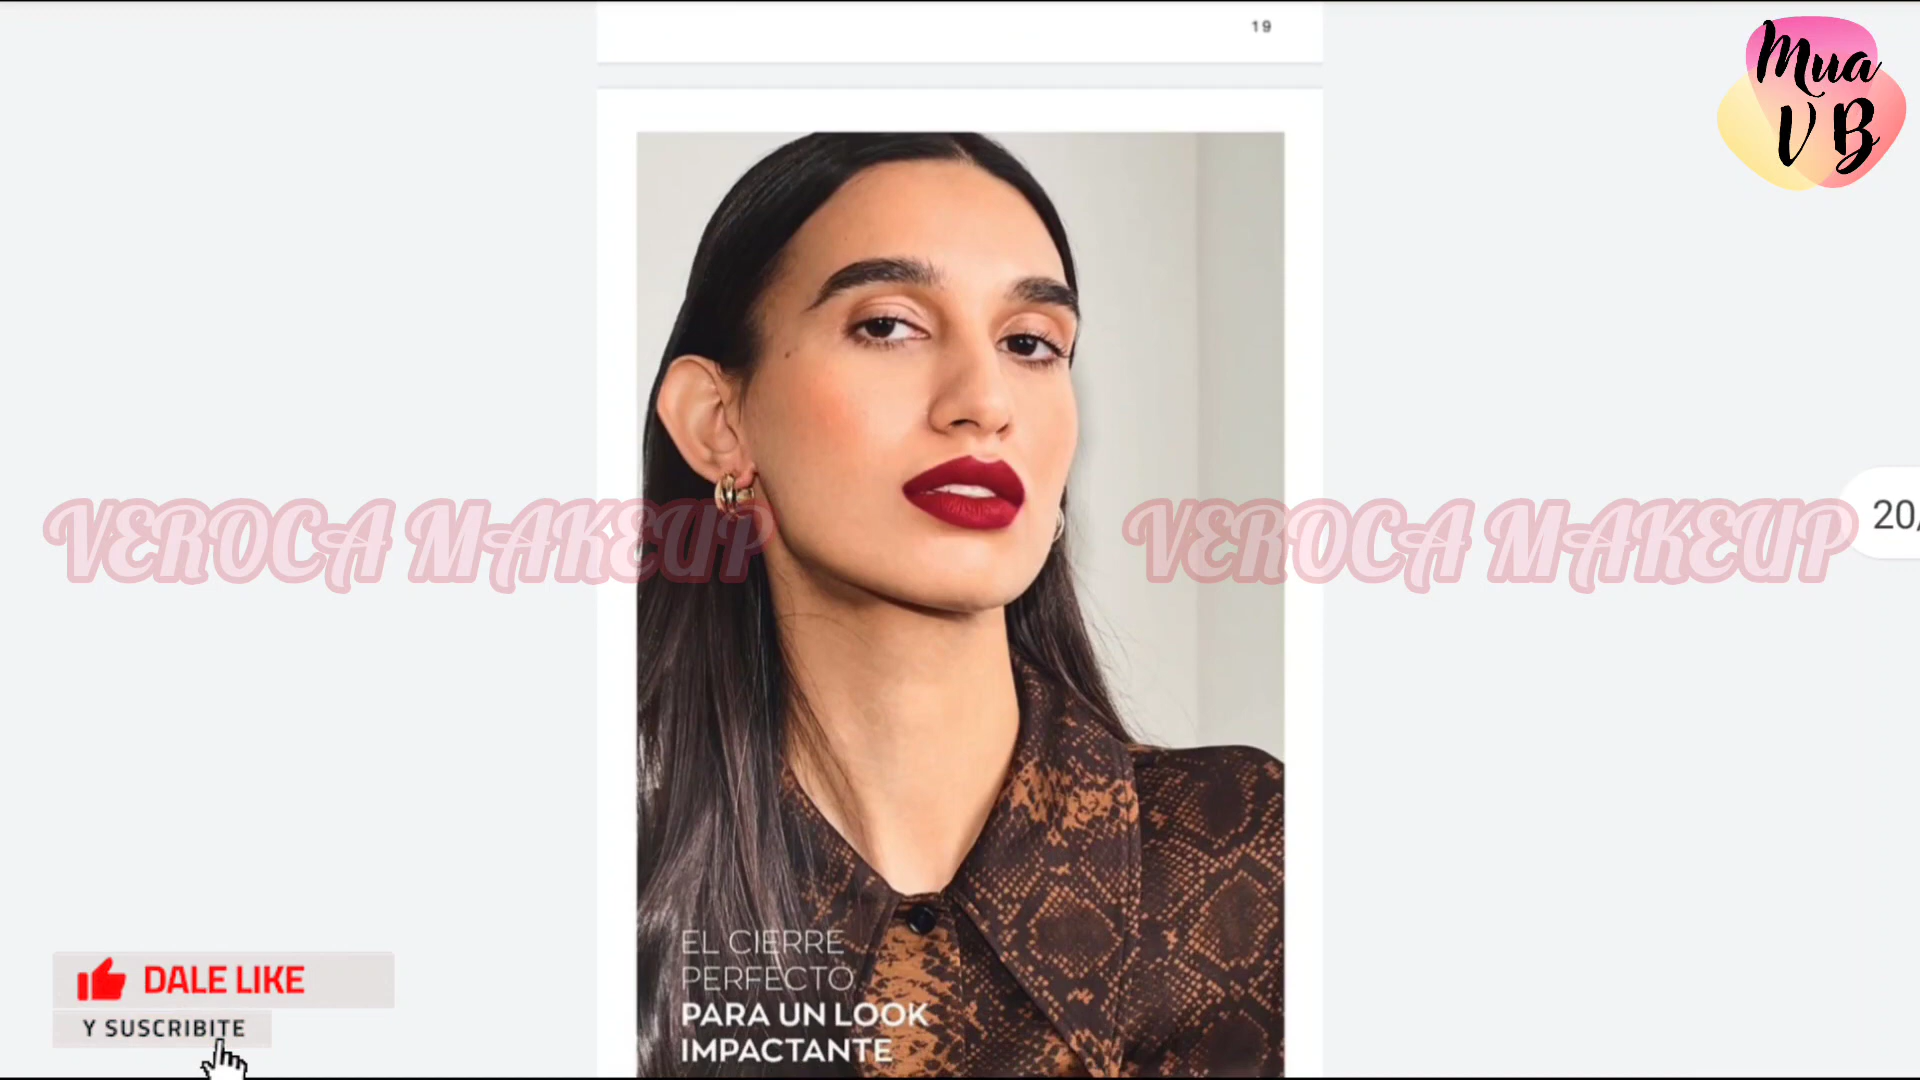 19
Mua
VB
VEROCA MAKEUP
VEROCA MAKEUP
20/
EL CIERRE
PERFECTO
PARA UN LOOK
IMPACTANTE
DALE LIKE
Y SUSCRIBITE